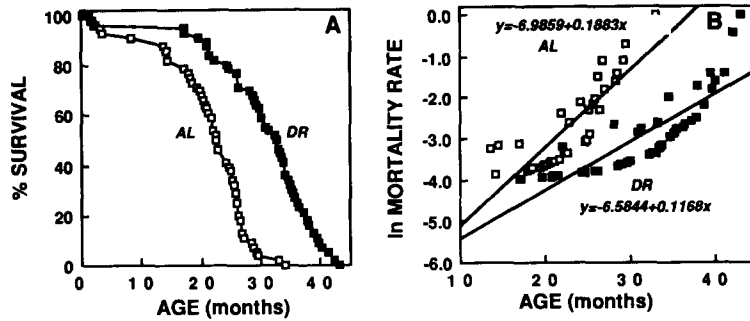 A
% SURVIVAL
100
80
60
40
20
0
AL
DR
0 10 20 30 40
AGE (months)
B
ln MORTALITY RATE
0.0
-1.0
-2.0
-3.0
-4.0
-5.0
-6.0
y=-6.9859+0.1883x
AL
DR
y=-6.5844+0.1168x
10 20 30 40
AGE (months)